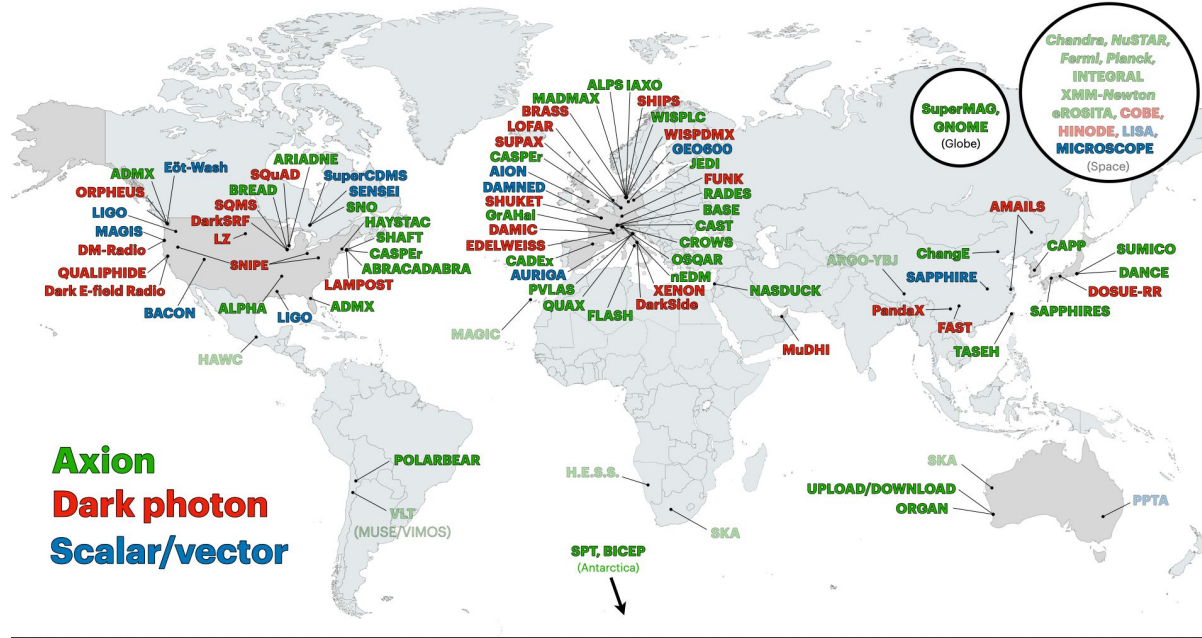 ADMX
Eöt-Wash
ORPHEUS
LIGO
MAGIS
DM-Radio
QUALIPHIDE
Dark E-field Radio
BACON
ARIADNE
SQuAD
BREAD
SQMS
DarkSRF
LZ
SNIPE
SuperCDMS
SENSEI
SNO
HAYSTAC
SHAFT
CASPEr
ABRACADABRA
LAMPOST
ALPHA
LIGO
ADMX
HAWC
POLARBEAR
VLT
(MUSE/VIMOS)
Axion
Dark photon
Scalar/vector
ALPS
IAXO
MADMAX
SHIPS
BRASS
WISPLC
LOFAR
WISPDMX
SUPAX
GEO600
CASPEr
JEDI
AION
FUNK
DAMNED
RADES
SHUKET
BASE
GrAHal
CAST
DAMIC
CROWS
EDELWEISS
OSQAR
CADEx
nEDM
AURIGA
XENON
PVLAS
DarkSide
QUAX
FLASH
MAGIC
NASDUCK
MuDHI
H.E.S.S.
SKA
SPT, BICEP
(Antarctica)
SuperMAG,
GNOME
(Globe)
Chandra, NuSTAR,
Fermi, Planck,
INTEGRAL
XMM-Newton
eROSITA, COBE,
HINODE, LISA,
MICROSCOPE
(Space)
AMAILS
ChangE
CAPP
SUMICO
ARGO-YBJ
SAPPHIRE
DANCE
DOSUE-RR
PandaX
FAST
SAPPHIRES
TASEH
SKA
UPLOAD/DOWNLOAD
ORGAN
PPTA